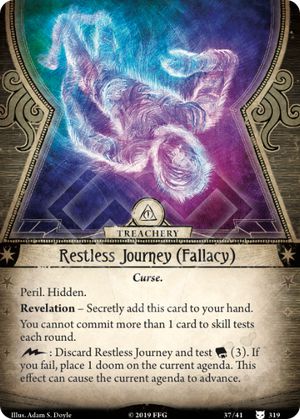 TREACHERY
Restless Journey (Fallacy)
Curse.
Peril. Hidden.
Revelation – Secretly add this card to your hand.
You cannot commit more than 1 card to skill tests
each round.
: Discard Restless Journey and test (3). If
you fail, place 1 doom on the current agenda. This
effect can cause the current agenda to advance.
Illus. Adam S. Doyle
© 2019 FFG
37/41
319